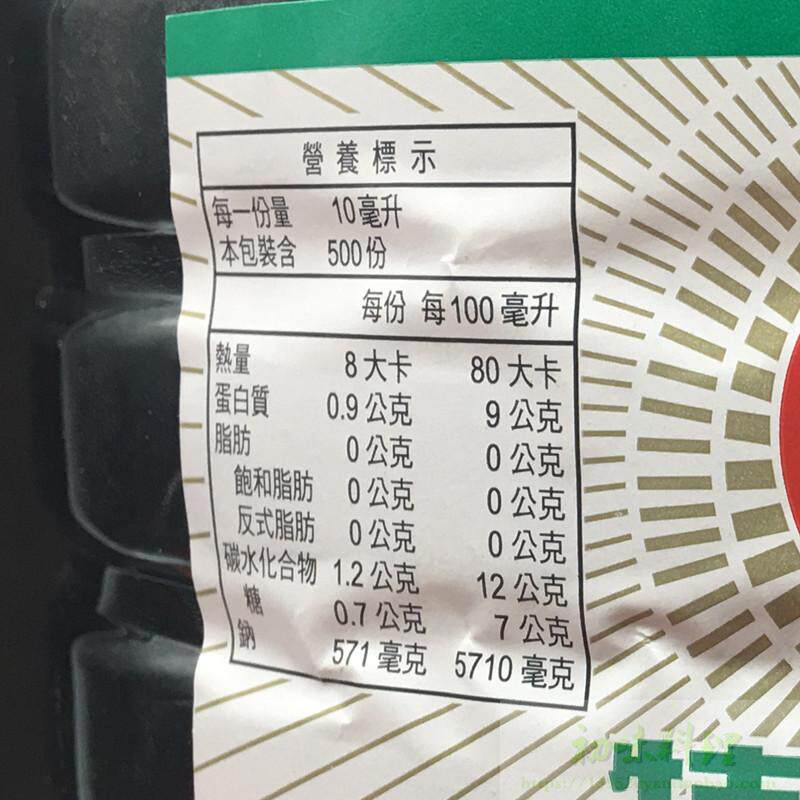 營養標示
每一份量 10毫升
本包裝含 500份
每份 每100毫升
熱量 8大卡 80大卡
蛋白質 0.9公克 9公克
脂肪 0公克 0公克
飽和脂肪 0公克 0公克
反式脂肪 0公克 0公克
碳水化合物 1.2公克 12公克
糖 0.7公克 7公克
鈉 571毫克 5710毫克
初味料理